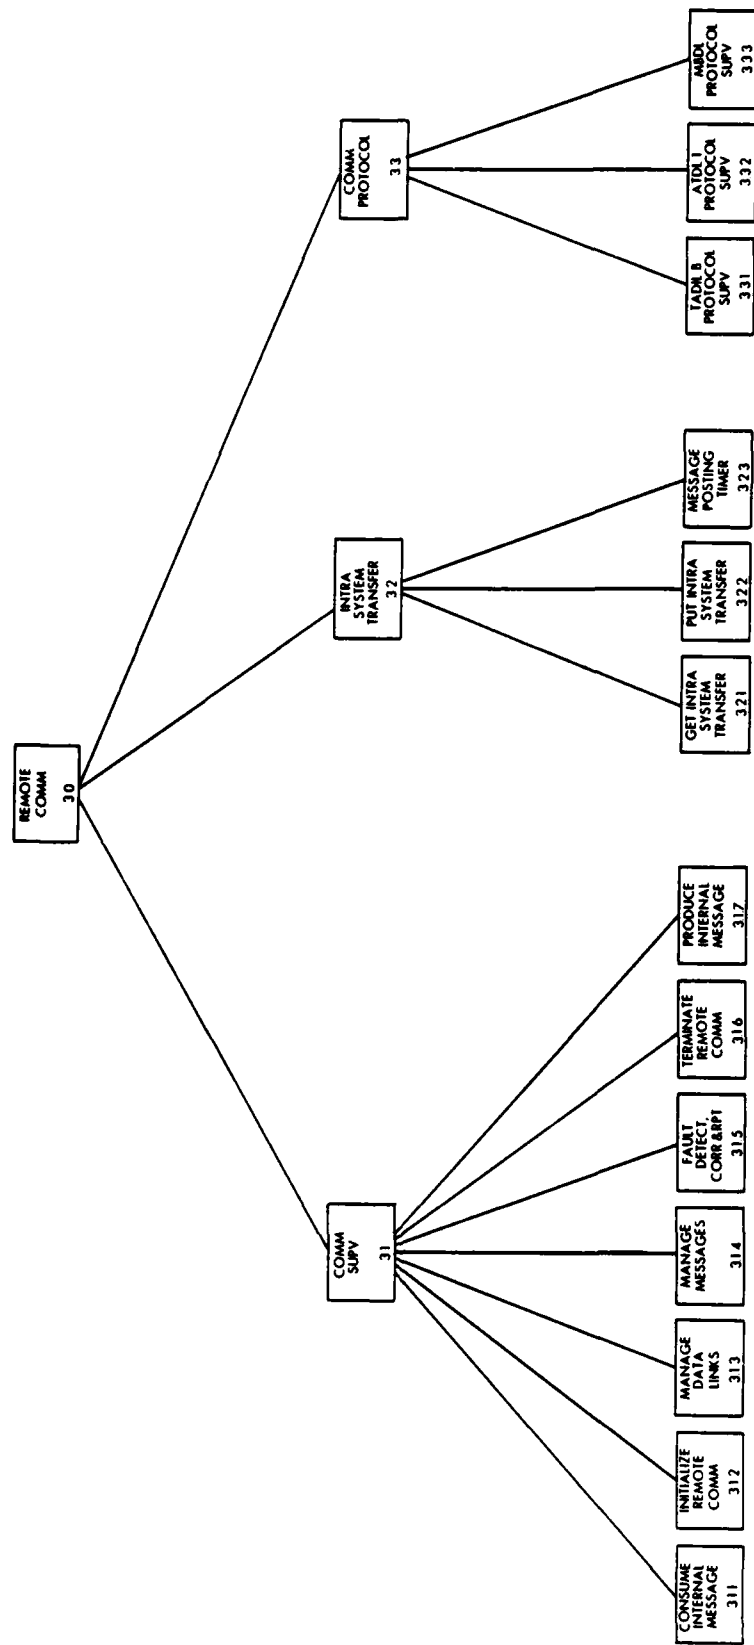 REMOTE
COMM
30
COMM
SUPV
31
INTRA
SYSTEM
TRANSFER
32
COMM
PROTOCOL
33
CONSUME
INTERNAL
MESSAGE
311
INITIALIZE
REMOTE
COMM
312
MANAGE
DATA
LINKS
313
MANAGE
MESSAGES
314
FAULT
DETECT,
CORR & RPT
315
TERMINATE
REMOTE
COMM
316
PRODUCE
INTERNAL
MESSAGE
317
GET INTRA
SYSTEM
TRANSFER
321
PUT INTRA
SYSTEM
TRANSFER
322
MESSAGE
POSTING
TIMER
323
TADIL B
PROTOCOL
SUPV
331
ATDL 1
PROTOCOL
SUPV
332
MBDL
PROTOCOL
SUPV
333